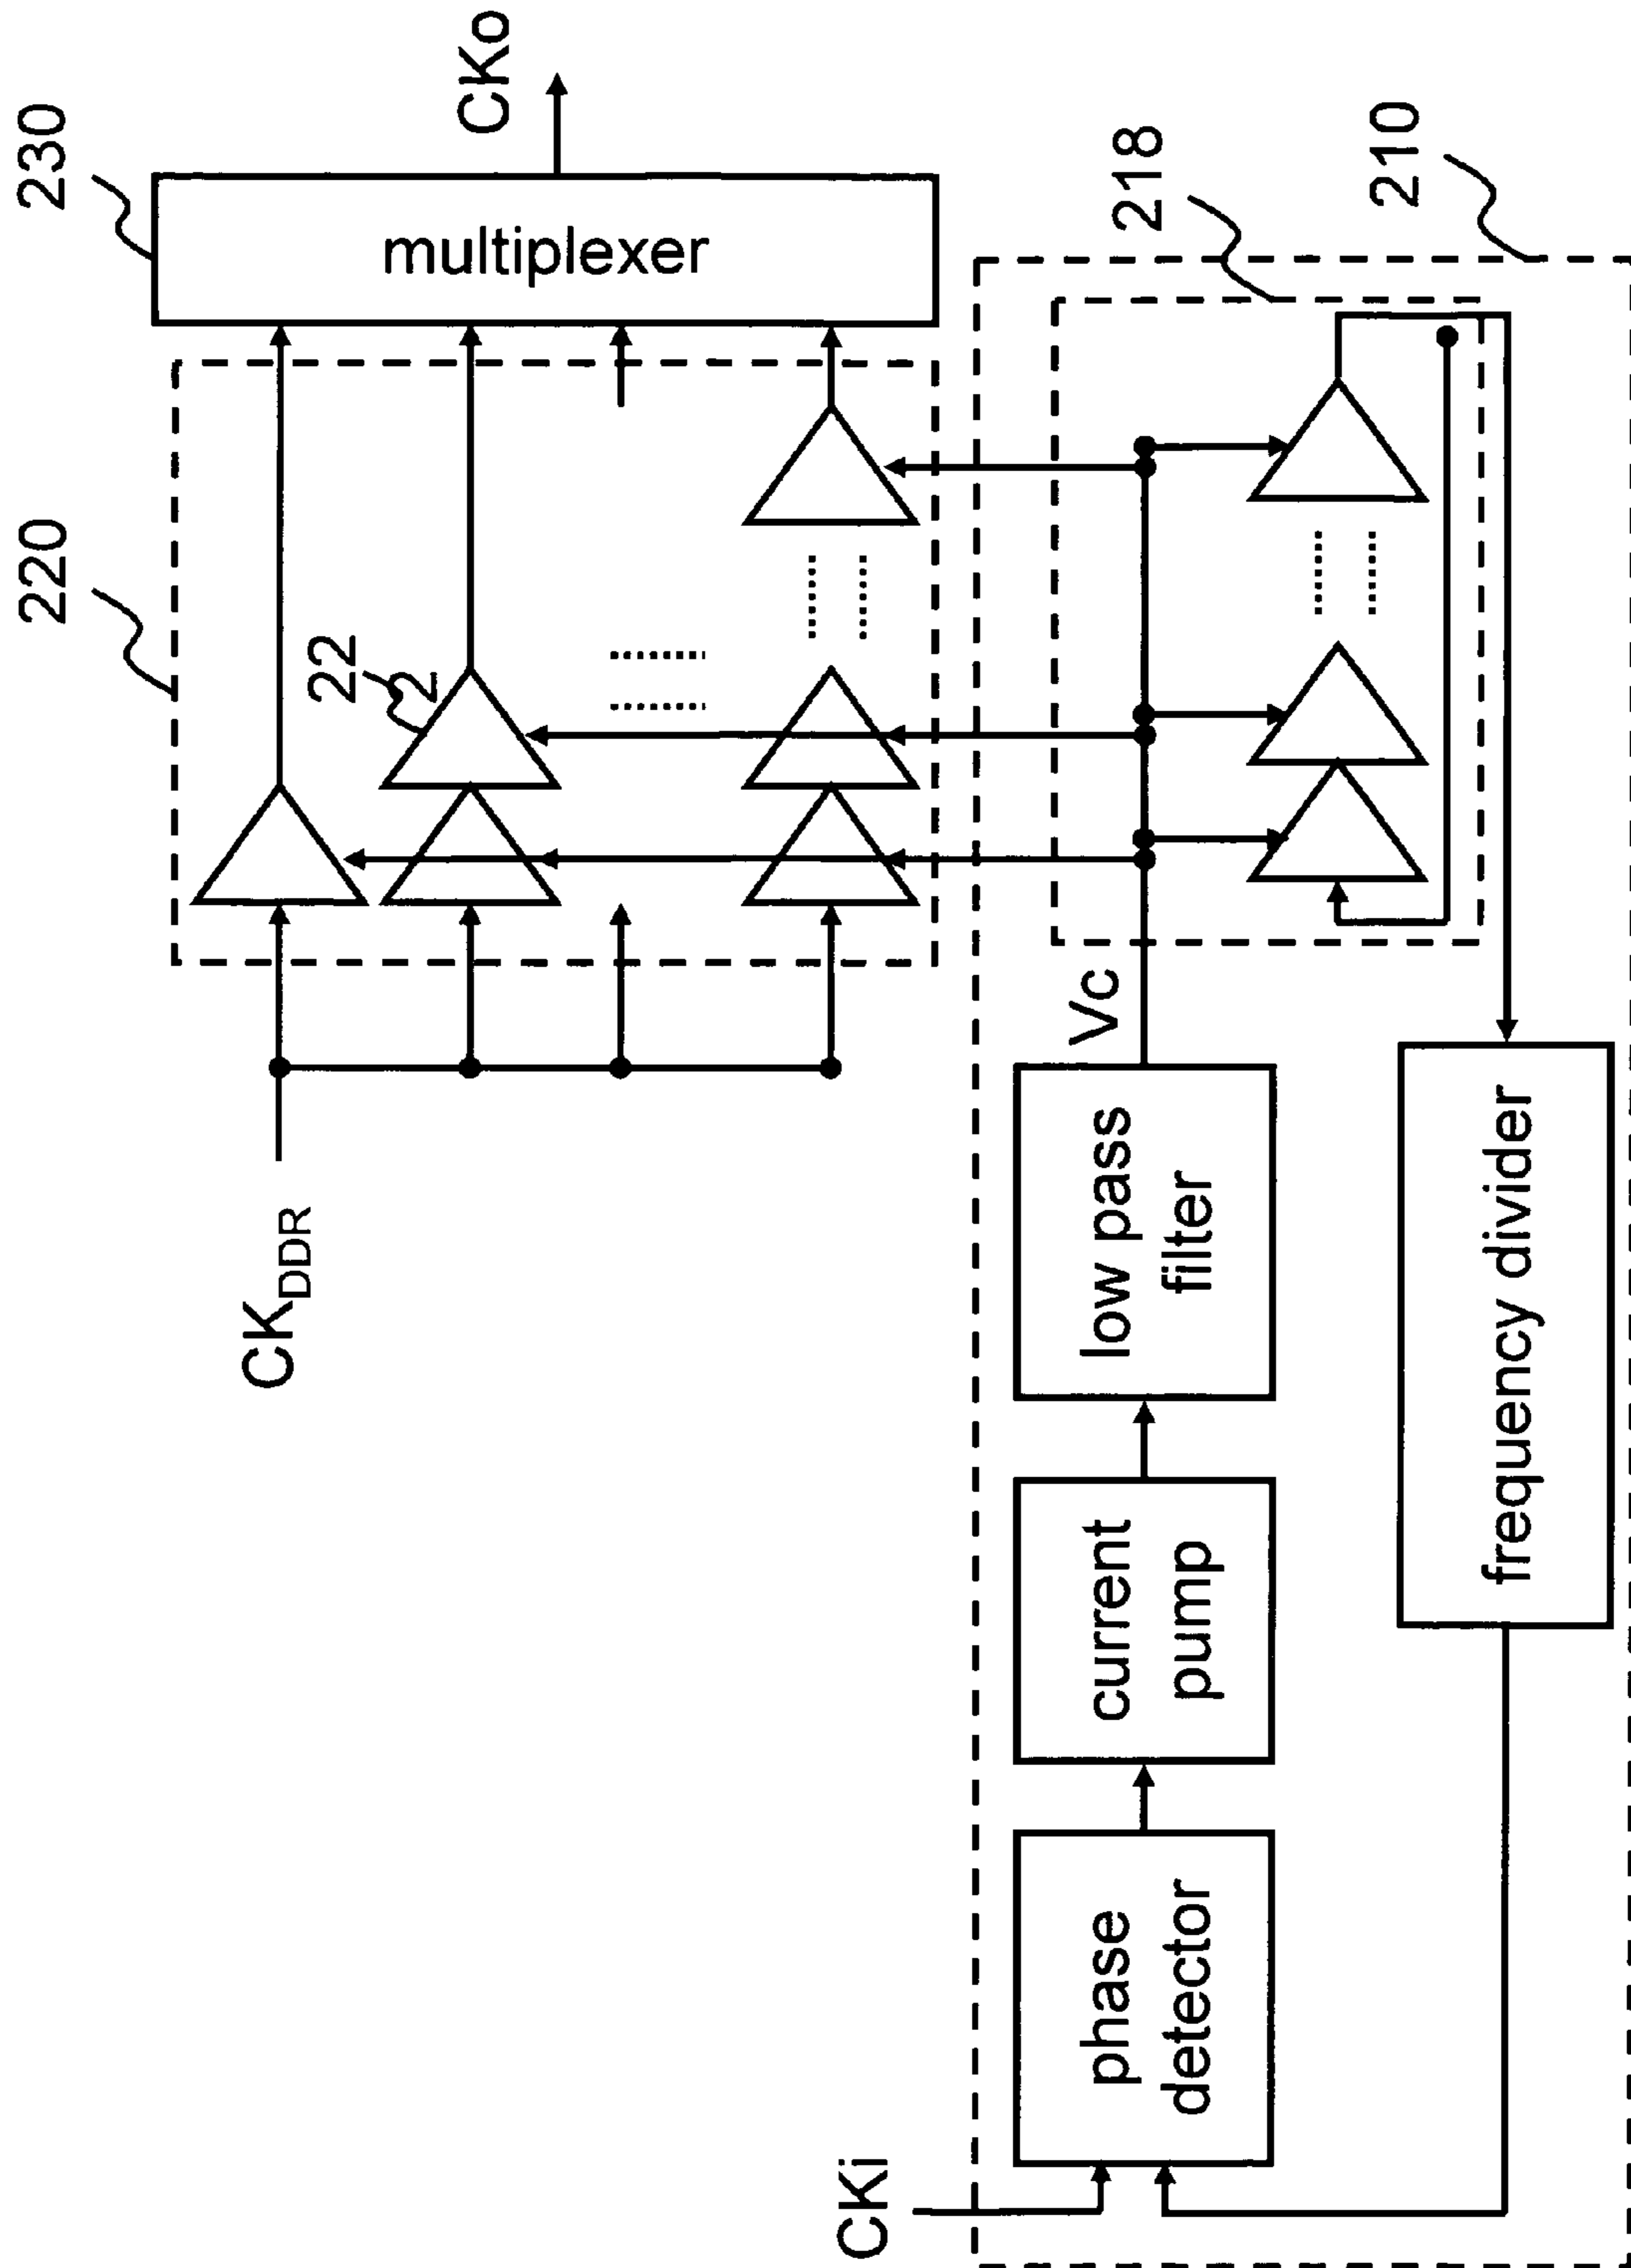 220
230
22
2
CKo
multiplexer
CKDDR
218
210
Vc
CKi
phase
detector
current
pump
low pass
filter
frequency divider